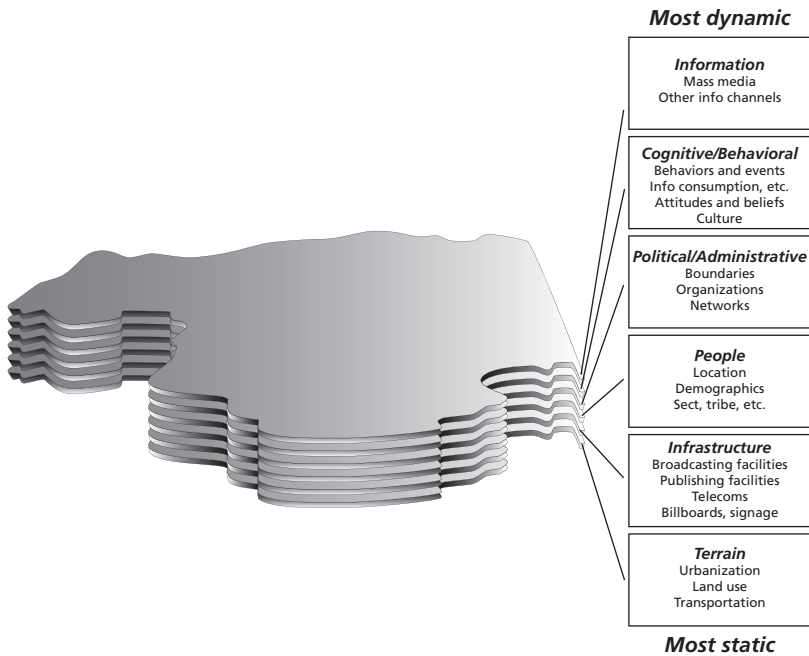 Most dynamic
Information
Mass media
Other info channels
Cognitive/Behavioral
Behaviors and events
Info consumption, etc.
Attitudes and beliefs
Culture
Political/Administrative
Boundaries
Organizations
Networks
People
Location
Demographics
Sect, tribe, etc.
Infrastructure
Broadcasting facilities
Publishing facilities
Telecoms
Billboards, signage
Terrain
Urbanization
Land use
Transportation
Most static